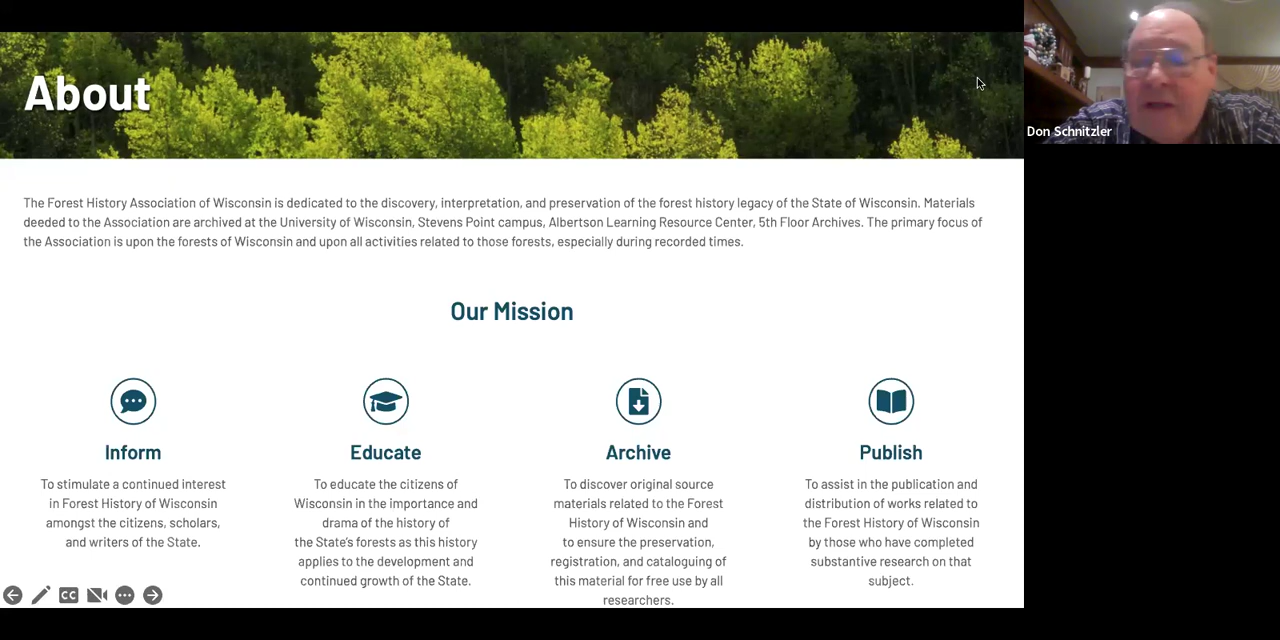 About
Don Schnitzler
The Forest History Association of Wisconsin is dedicated to the discovery, interpretation, and preservation of the forest history legacy of the State of Wisconsin. Materials
deeded to the Association are archived at the University of Wisconsin, Stevens Point campus, Albertson Learning Resource Center, 5th Floor Archives. The primary focus of
the Association is upon the forests of Wisconsin and upon all activities related to those forests, especially during recorded times.
Our Mission
Inform
To stimulate a continued interest
in Forest History of Wisconsin
amongst the citizens, scholars,
and writers of the State.
Educate
To educate the citizens of
Wisconsin in the importance and
drama of the history of
the State's forests as this history
applies to the development and
continued growth of the State.
Archive
To discover original source
materials related to the Forest
History of Wisconsin and
to ensure the preservation,
registration, and cataloguing of
this material for free use by all
researchers.
Publish
To assist in the publication and
distribution of works related to
the Forest History of Wisconsin
by those who have completed
substantive research on that
subject.
CC